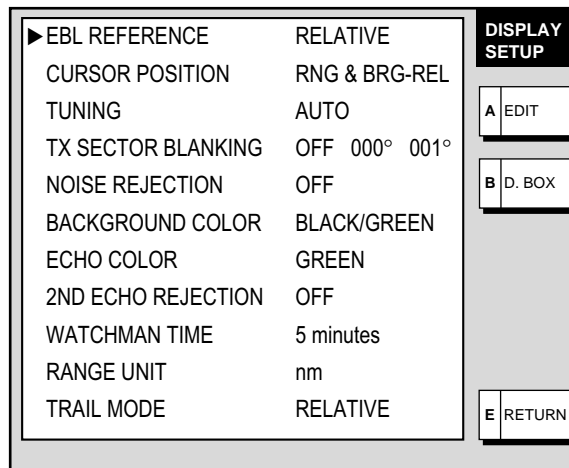 ▶EBL REFERENCE RELATIVE
CURSOR POSITION RNG & BRG-REL
TUNING AUTO
TX SECTOR BLANKING OFF 000° 001°
NOISE REJECTION OFF
BACKGROUND COLOR BLACK/GREEN
ECHO COLOR GREEN
2ND ECHO REJECTION OFF
WATCHMAN TIME 5 minutes
RANGE UNIT nm
TRAIL MODE RELATIVE
DISPLAY
SETUP
A EDIT
B D. BOX
E RETURN